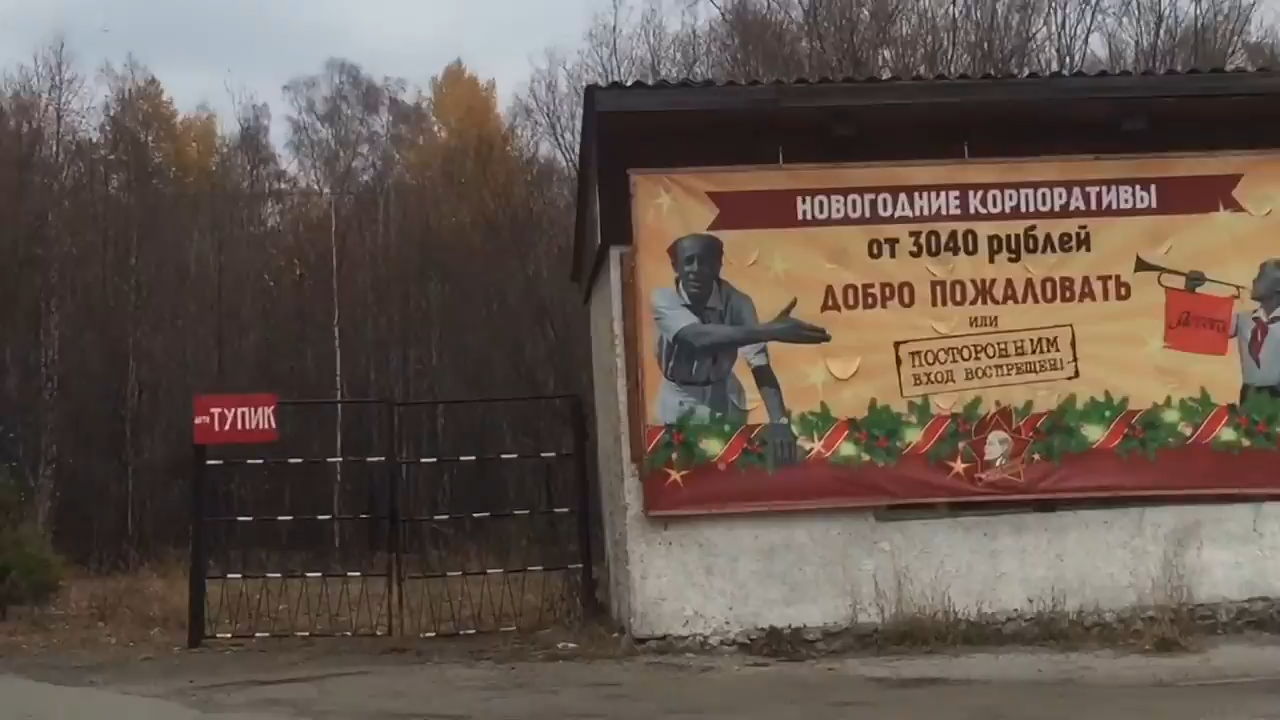 ТУПИК
НОВОГОДНИЕ КОРПОРАТИВЫ
от 3040 рублей
ДОБРО ПОЖАЛОВАТЬ
или
ПОСТОРОННИМ
ВХОД ВОСПРЕЩЕН!